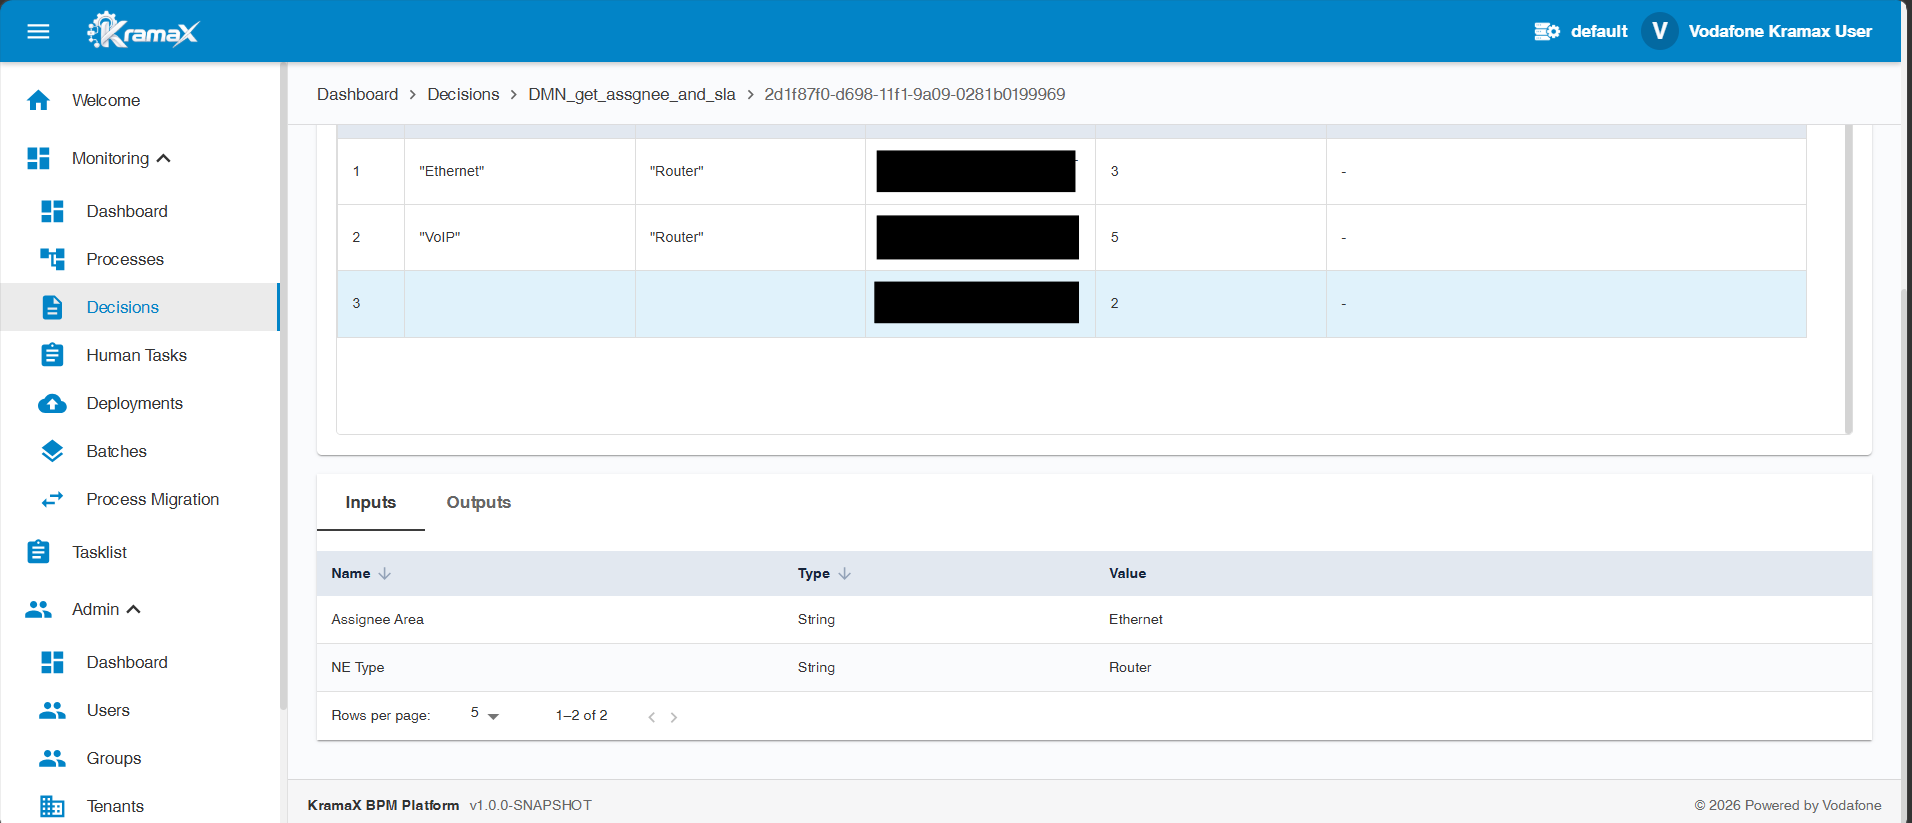 KramaX
default
V
Vodafone Kramax User
Welcome
Monitoring
Dashboard
Processes
Decisions
Human Tasks
Deployments
Batches
Process Migration
Tasklist
Admin
Dashboard
Users
Groups
Tenants
Dashboard > Decisions > DMN_get_assgnee_and_sla > 2d1f87f0-d698-11f1-9a09-0281b0199969
1 "Ethernet" "Router" 3 -
2 "VoIP" "Router" 5 -
3 2 -
Inputs Outputs
Name Type Value
Assignee Area String Ethernet
NE Type String Router
Rows per page: 5 1–2 of 2
KramaX BPM Platform v1.0.0-SNAPSHOT
© 2026 Powered by Vodafone